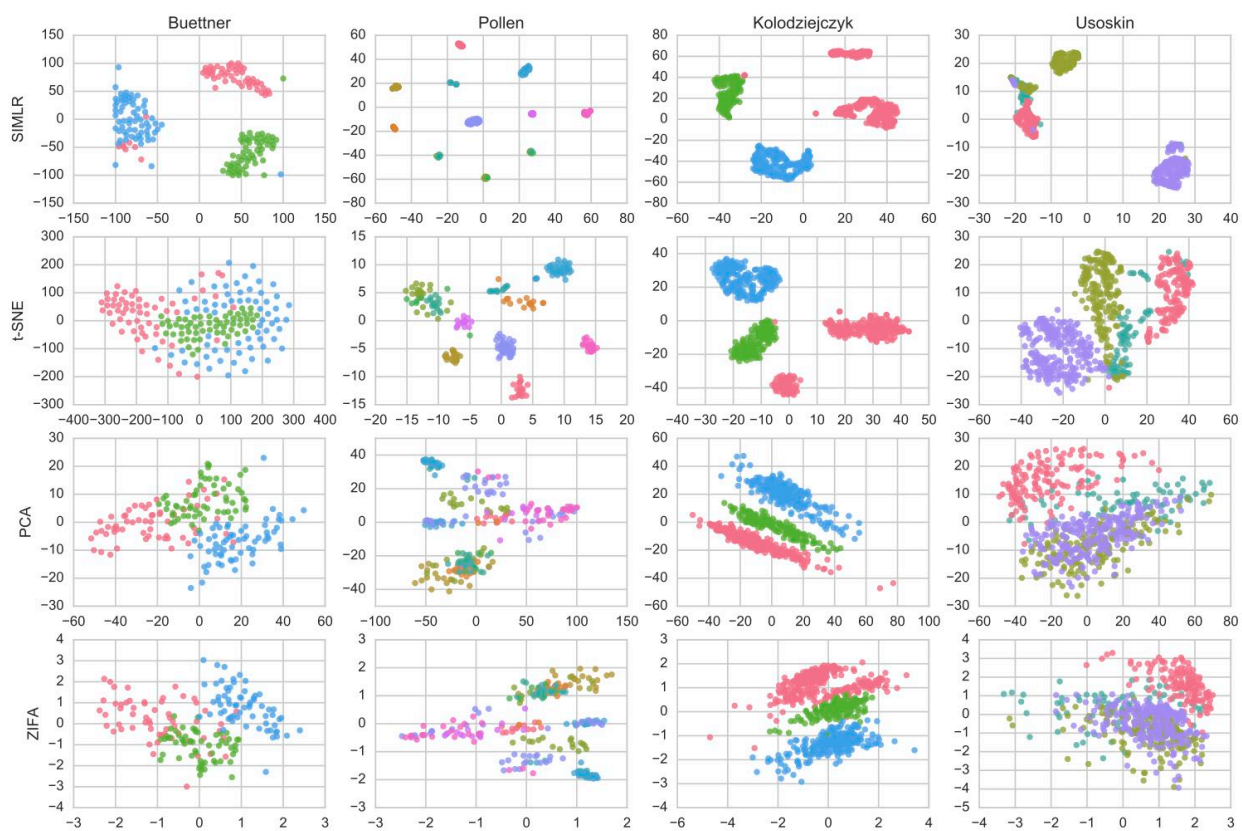 Buettner Pollen Kolodziejczyk Usoskin
SIMLR
150 100 50 0 −50 −100 −150
−150 −100 −50 0 50 100 150
60 40 20 0 −20 −40 −60 −80
−60 −40 −20 0 20 40 60 80
80 60 40 20 0 −20 −40 −60 −80
−60 −40 −20 0 20 40 60
30 20 10 0 −10 −20 −30
−30 −20 −10 0 10 20 30 40
t-SNE
300 200 100 0 −100 −200 −300
−400 −300 −200 −100 0 100 200 300 400
15 10 5 0 −5 −10 −15
−20 −15 −10 −5 0 5 10 15 20
40 20 0 −20 −40
−40 −30 −20 −10 0 10 20 30 40 50
30 20 10 0 −10 −20 −30
−60 −40 −20 0 20 40 60
PCA
30 20 10 0 −10 −20 −30
−60 −40 −20 0 20 40 60
40 20 0 −20 −40
−100 −50 0 50 100 150
60 40 20 0 −20 −40 −60
−60 −40 −20 0 20 40 60 80 100
30 20 10 0 −10 −20 −30
−60 −40 −20 0 20 40 60 80
ZIFA
4 3 2 1 0 −1 −2 −3 −4
−3 −2 −1 0 1 2 3
3 2 1 0 −1 −2 −3
−3 −2 −1 0 1 2
3 2 1 0 −1 −2 −3 −4
−6 −4 −2 0 2 4
4 3 2 1 0 −1 −2 −3 −4 −5
−4 −3 −2 −1 0 1 2 3